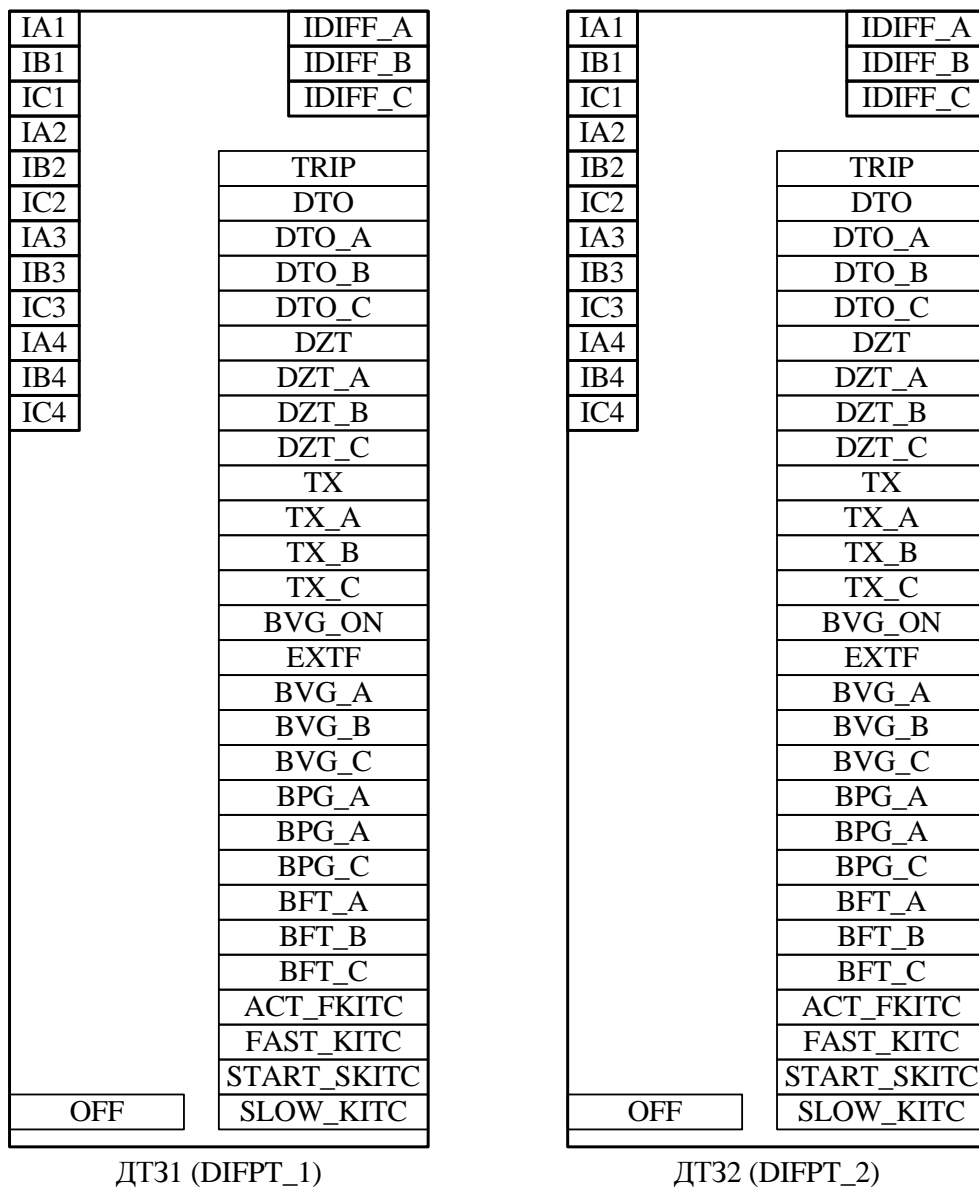 IA1 IDIFF_A
IB1 IDIFF_B
IC1 IDIFF_C
IA2
IB2 TRIP
IC2 DTO
IA3 DTO_A
IB3 DTO_B
IC3 DTO_C
IA4 DZT
IB4 DZT_A
IC4 DZT_B
DZT_C
TX
TX_A
TX_B
TX_C
BVG_ON
EXTF
BVG_A
BVG_B
BVG_C
BPG_A
BPG_A
BPG_C
BFT_A
BFT_B
BFT_C
ACT_FKITC
FAST_KITC
START_SKITC
OFF SLOW_KITC
ДТЗ1 (DIFPT_1)
IA1 IDIFF_A
IB1 IDIFF_B
IC1 IDIFF_C
IA2
IB2 TRIP
IC2 DTO
IA3 DTO_A
IB3 DTO_B
IC3 DTO_C
IA4 DZT
IB4 DZT_A
IC4 DZT_B
DZT_C
TX
TX_A
TX_B
TX_C
BVG_ON
EXTF
BVG_A
BVG_B
BVG_C
BPG_A
BPG_A
BPG_C
BFT_A
BFT_B
BFT_C
ACT_FKITC
FAST_KITC
START_SKITC
OFF SLOW_KITC
ДТЗ2 (DIFPT_2)